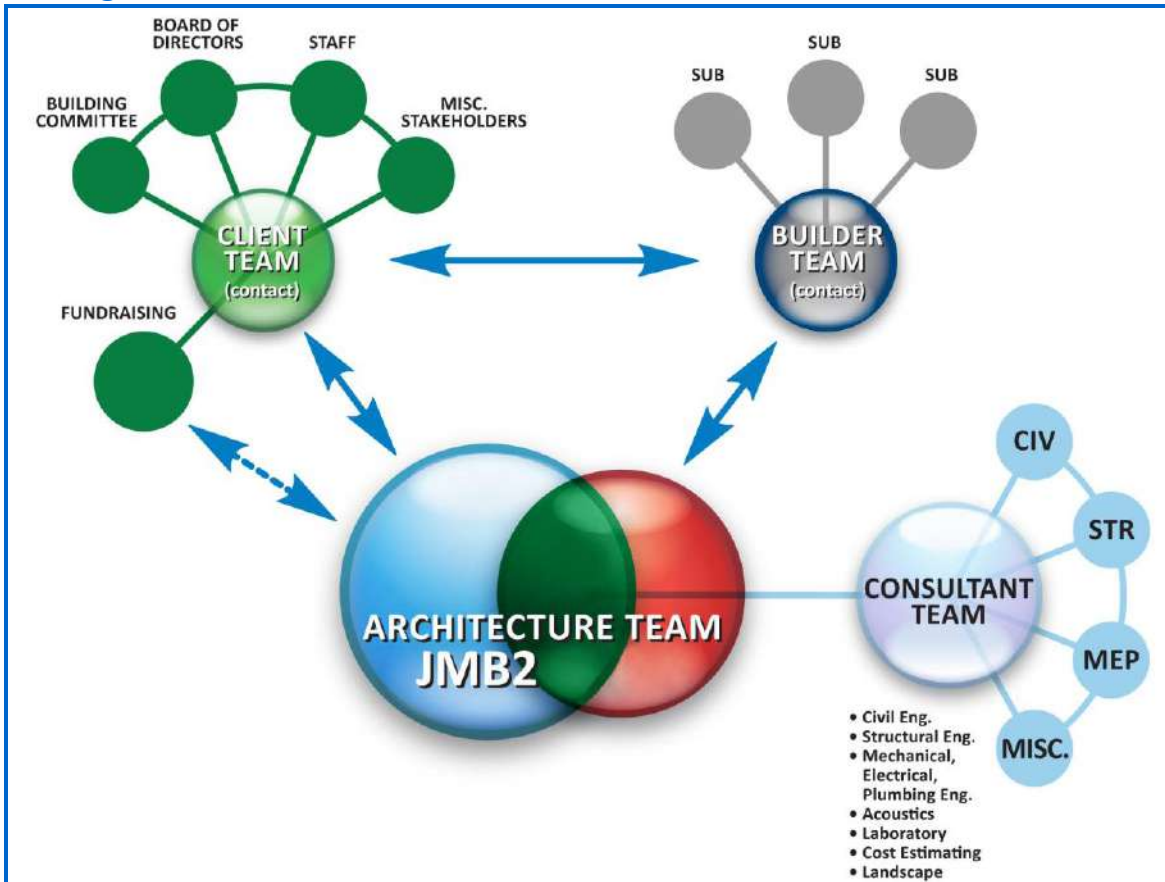 BOARD OF
DIRECTORS
STAFF
BUILDING
COMMITTEE
MISC.
STAKEHOLDERS
CLIENT
TEAM
(contact)
FUNDRAISING
SUB
SUB
SUB
BUILDER
TEAM
(contact)
ARCHITECTURE TEAM
JMB2
CONSULTANT
TEAM
CIV
STR
MEP
MISC.
• Civil Eng.
• Structural Eng.
• Mechanical,
Electrical,
Plumbing Eng.
• Acoustics
• Laboratory
• Cost Estimating
• Landscape